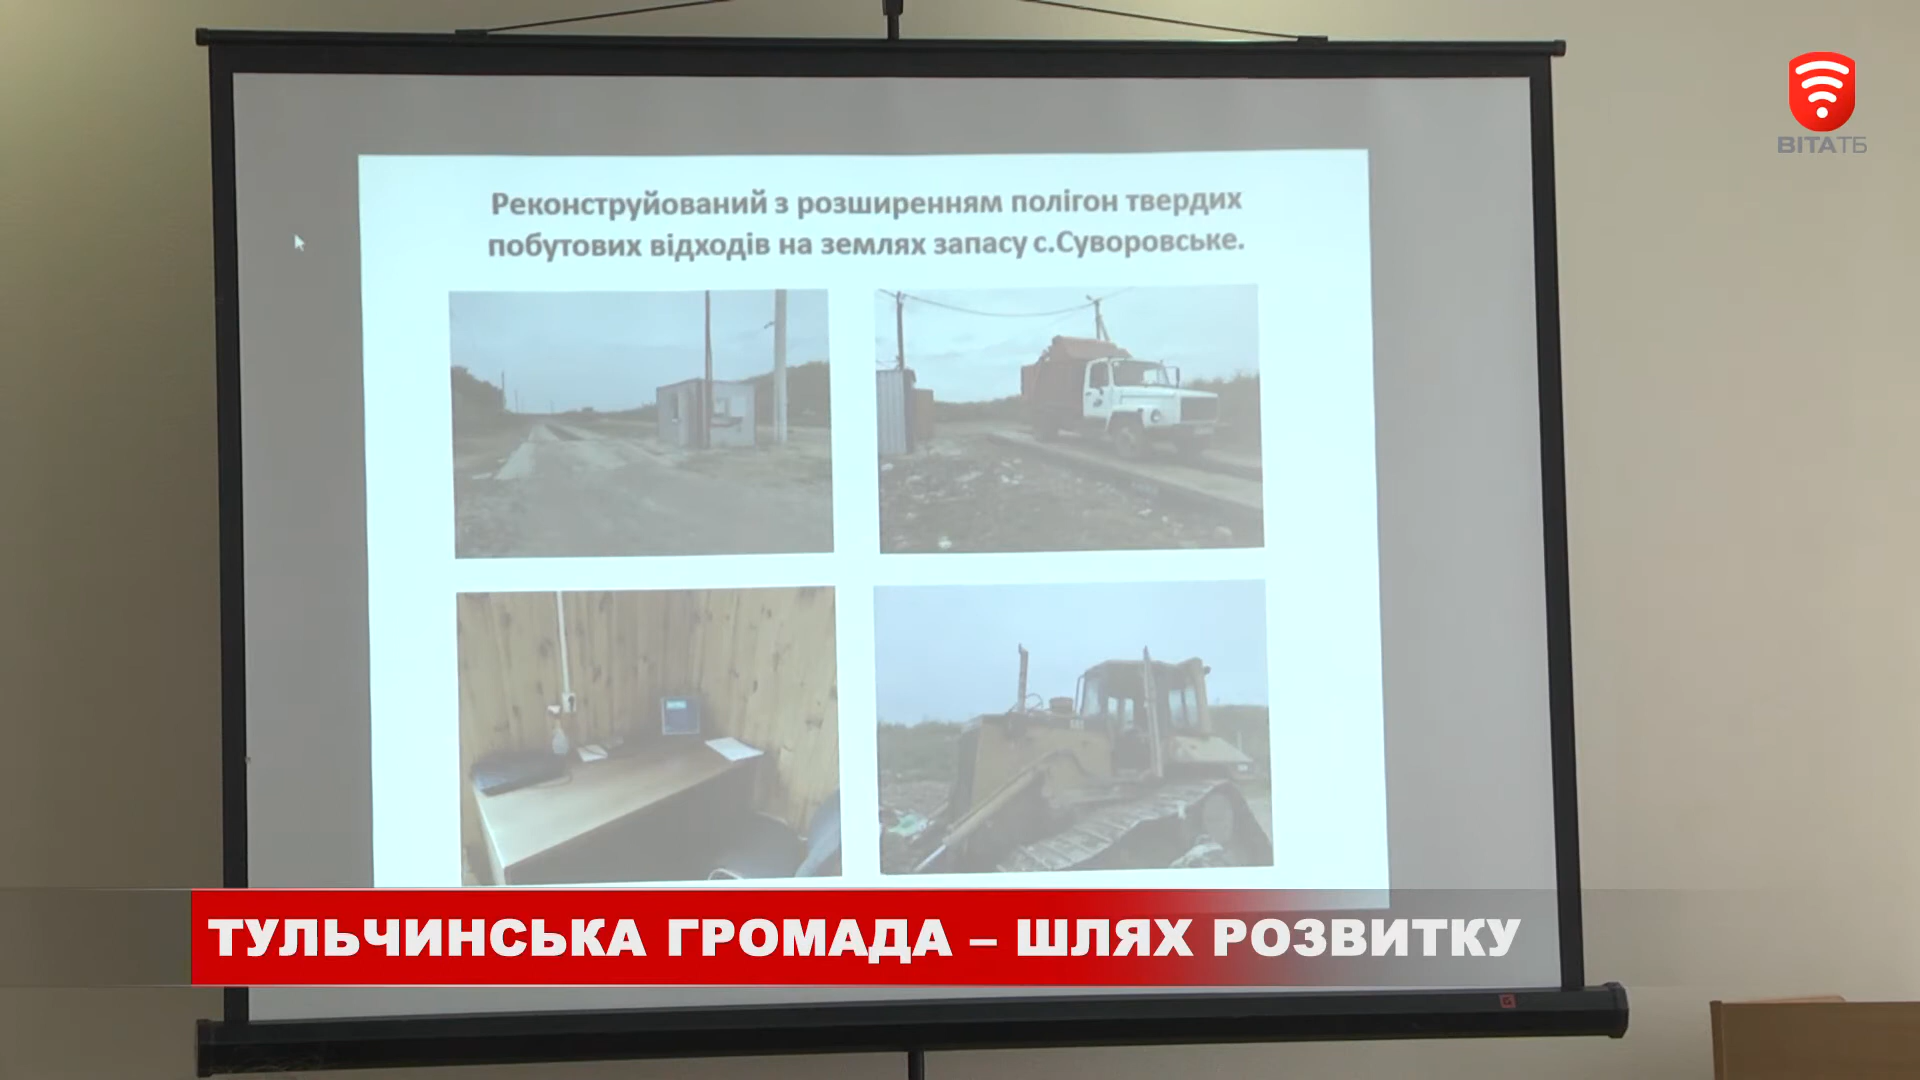 ВІТАТБ
Реконструйований з розширенням полігон твердих
побутових відходів на землях запасу с.Суворовське.
ТУЛЬЧИНСЬКА ГРОМАДА – ШЛЯХ РОЗВИТКУ